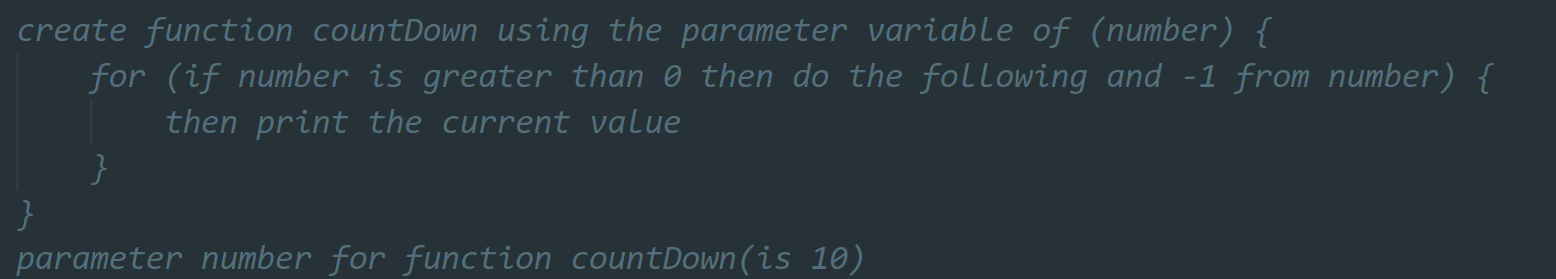 create function countDown using the parameter variable of (number) {
for (if number is greater than 0 then do the following and -1 from number) {
then print the current value
}
}
parameter number for function countDown(is 10)